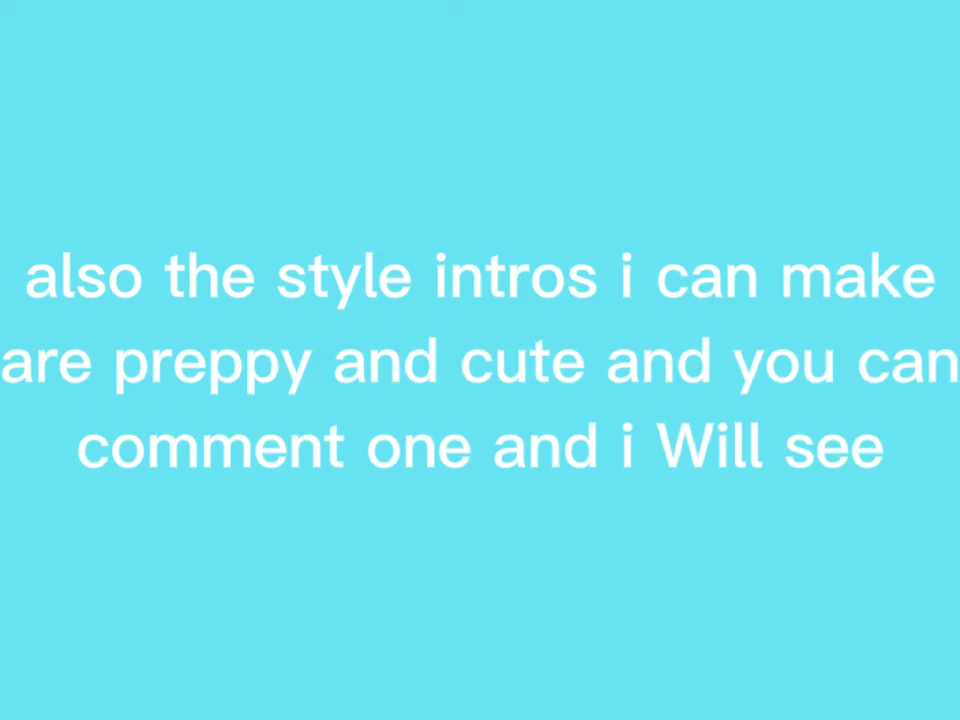 also the style intros i can make
are preppy and cute and you can
comment one and i Will see